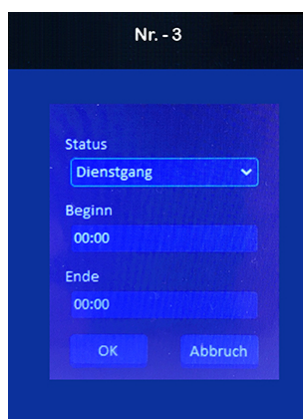 Nr. - 3
Status
Dienstgang
Beginn
00:00
Ende
00:00
OK Abbruch